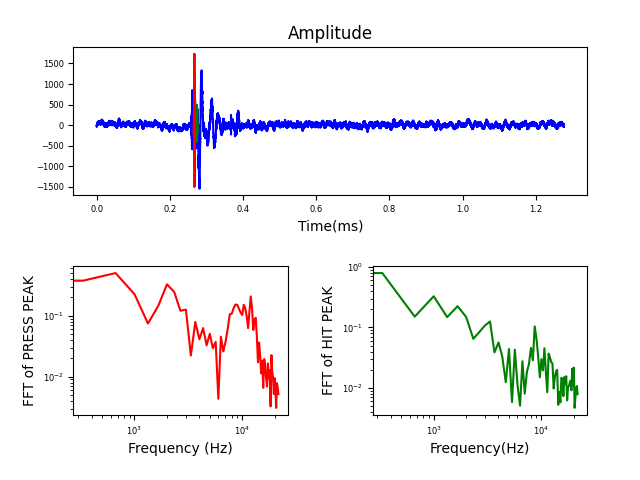 Amplitude
1500
1000
500
0
−500
−1000
−1500
0.0 0.2 0.4 0.6 0.8 1.0 1.2
Time(ms)
FFT of PRESS PEAK
10⁻¹
10⁻²
10³ 10⁴
Frequency (Hz)
FFT of HIT PEAK
10⁰
10⁻¹
10⁻²
10³ 10⁴
Frequency(Hz)